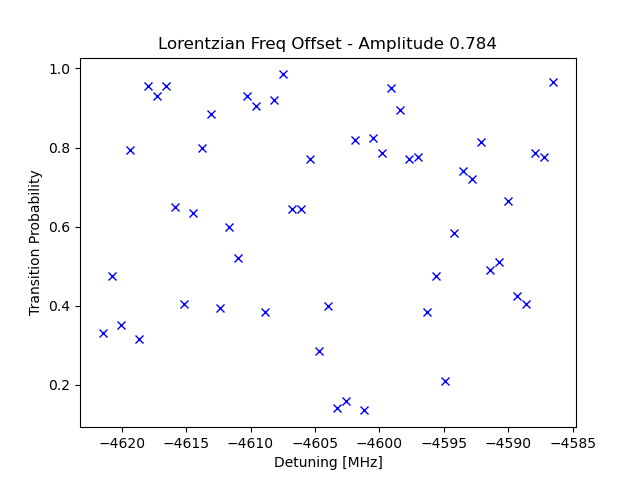 Lorentzian Freq Offset - Amplitude 0.784
1.0
0.8
0.6
0.4
0.2
Transition Probability
−4620 −4615 −4610 −4605 −4600 −4595 −4590 −4585
Detuning [MHz]